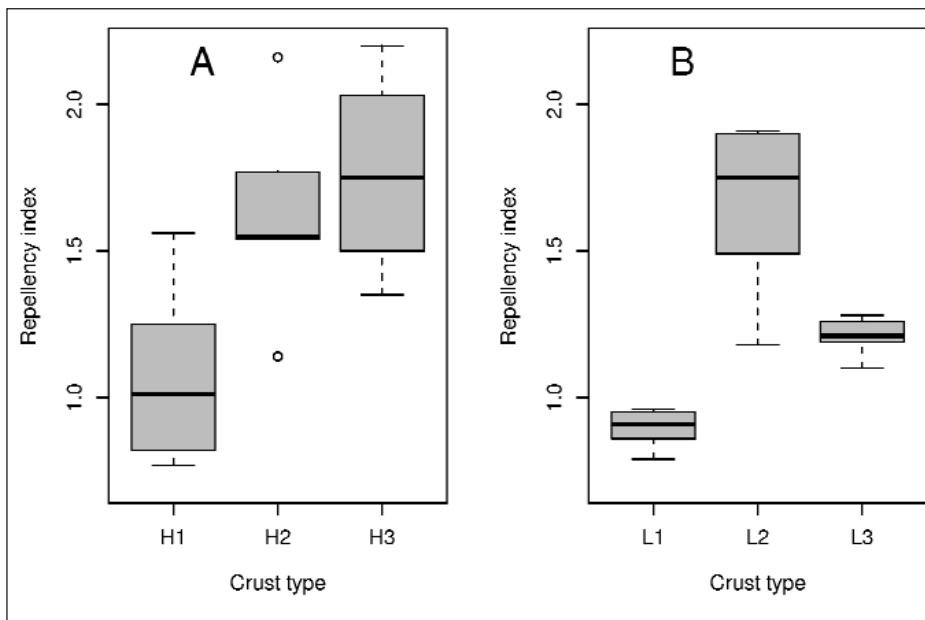 A
Repellency index
2.0
1.5
1.0
H1 H2 H3
Crust type
B
Repellency index
2.0
1.5
1.0
L1 L2 L3
Crust type